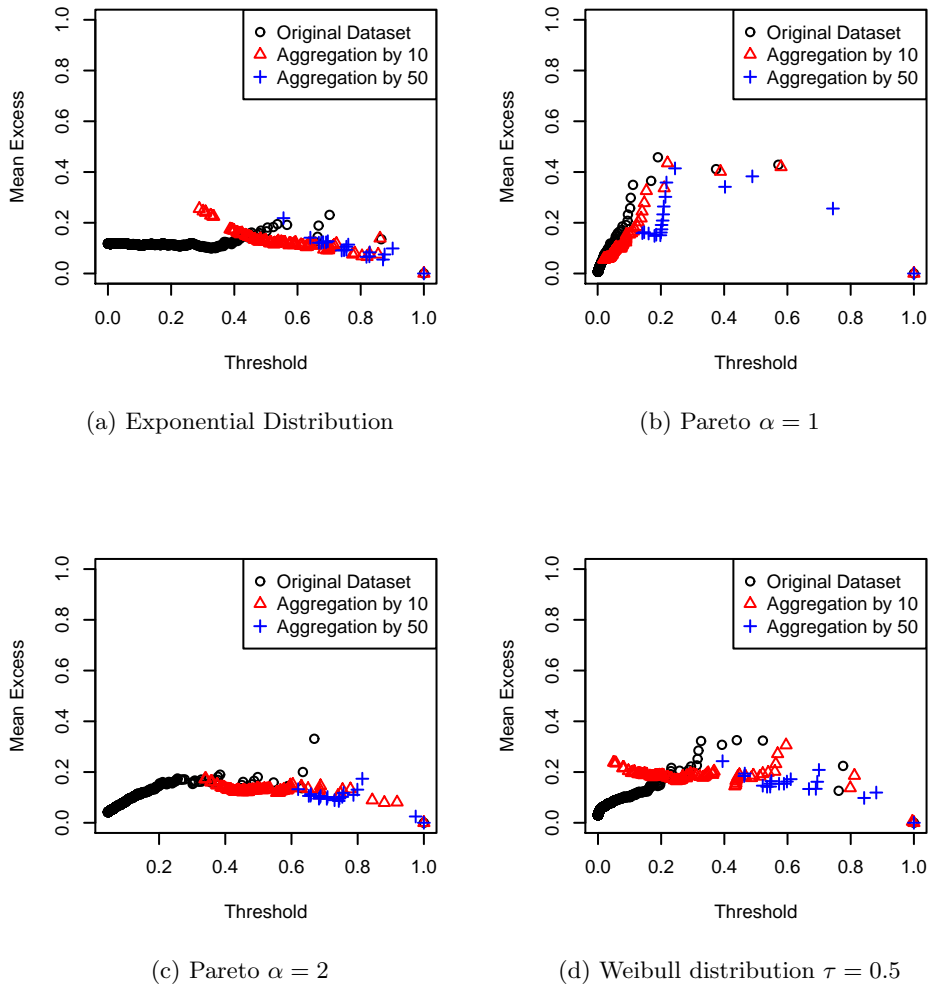 Mean Excess
1.0
0.8
0.6
0.4
0.2
0.0
Original Dataset
Aggregation by 10
Aggregation by 50
0.0 0.2 0.4 0.6 0.8 1.0
Threshold
(a) Exponential Distribution
Mean Excess
1.0
0.8
0.6
0.4
0.2
0.0
Original Dataset
Aggregation by 10
Aggregation by 50
0.0 0.2 0.4 0.6 0.8 1.0
Threshold
(b) Pareto α = 1
Mean Excess
1.0
0.8
0.6
0.4
0.2
0.0
Original Dataset
Aggregation by 10
Aggregation by 50
0.2 0.4 0.6 0.8 1.0
Threshold
(c) Pareto α = 2
Mean Excess
1.0
0.8
0.6
0.4
0.2
0.0
Original Dataset
Aggregation by 10
Aggregation by 50
0.0 0.2 0.4 0.6 0.8 1.0
Threshold
(d) Weibull distribution τ = 0.5